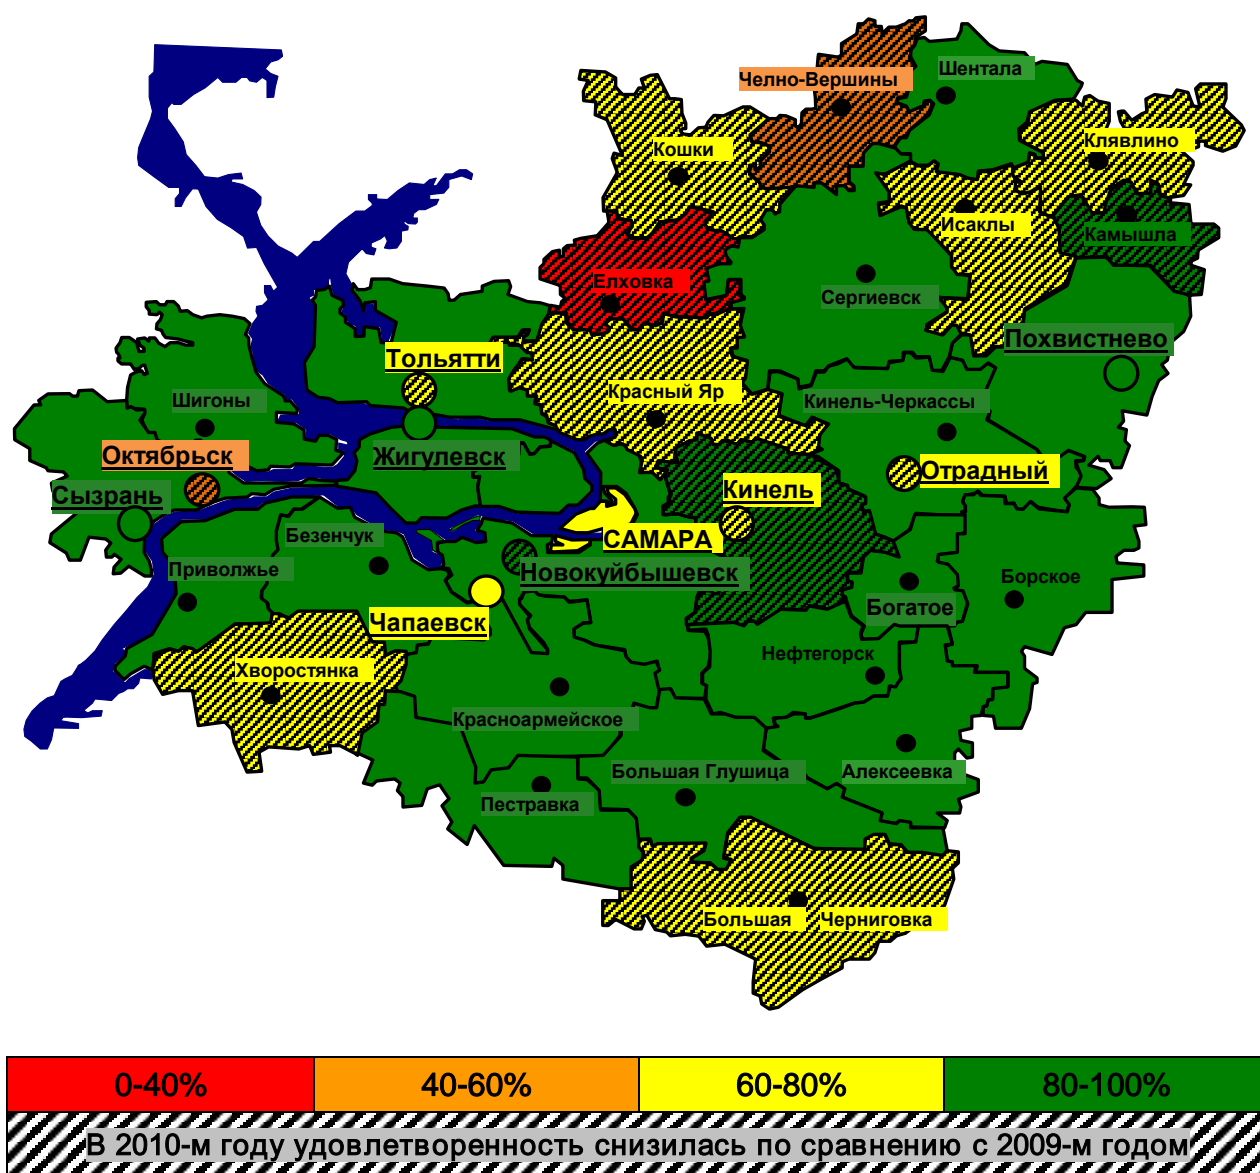 Шентала
Челно-Вершины
Клявлино
Кошки
Исаклы
Камышла
Елховка
Сергиевск
Похвистнево
Тольятти
Красный Яр
Кинель-Черкассы
Шигоны
Октябрьск
Жигулевск
Отрадный
Сызрань
Кинель
Безенчук
САМАРА
Приволжье
Новокуйбышевск
Борское
Богатое
Чапаевск
Нефтегорск
Хворостянка
Красноармейское
Большая Глушица
Алексеевка
Пестравка
Большая Черниговка
0-40% 40-60% 60-80% 80-100%
В 2010-м году удовлетворенность снизилась по сравнению с 2009-м годом